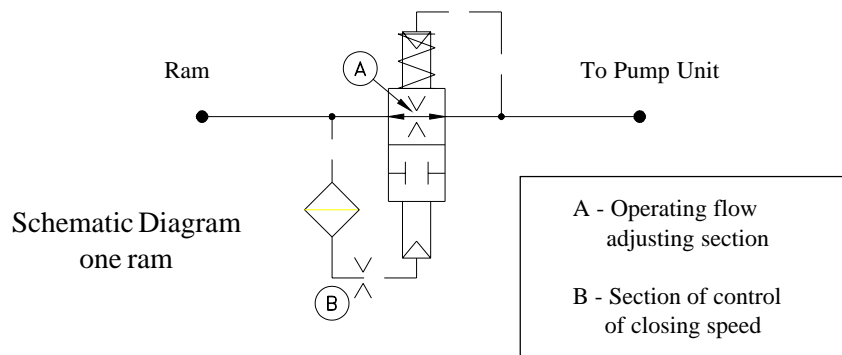 A
Ram
To Pump Unit
Schematic Diagram
one ram
B
A - Operating flow
adjusting section
B - Section of control
of closing speed